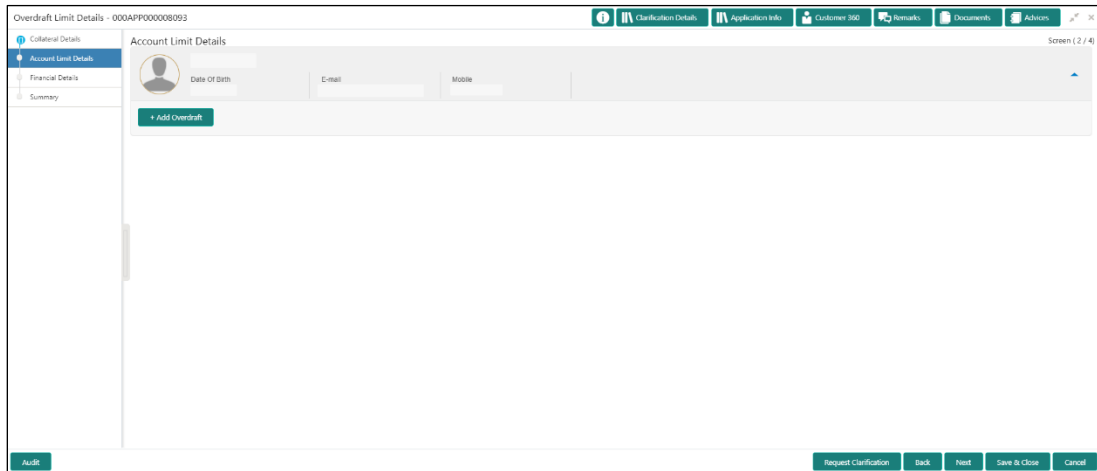 Overdraft Limit Details - 000APP000008093
i Clarification Details Application Info Customer 360 Remarks Documents Advices
Collateral Details
Account Limit Details
Financial Details
Summary
Account Limit Details
Screen ( 2 / 4)
Date Of Birth E-mail Mobile
+ Add Overdraft
Audit
Request Clarification Back Next Save & Close Cancel